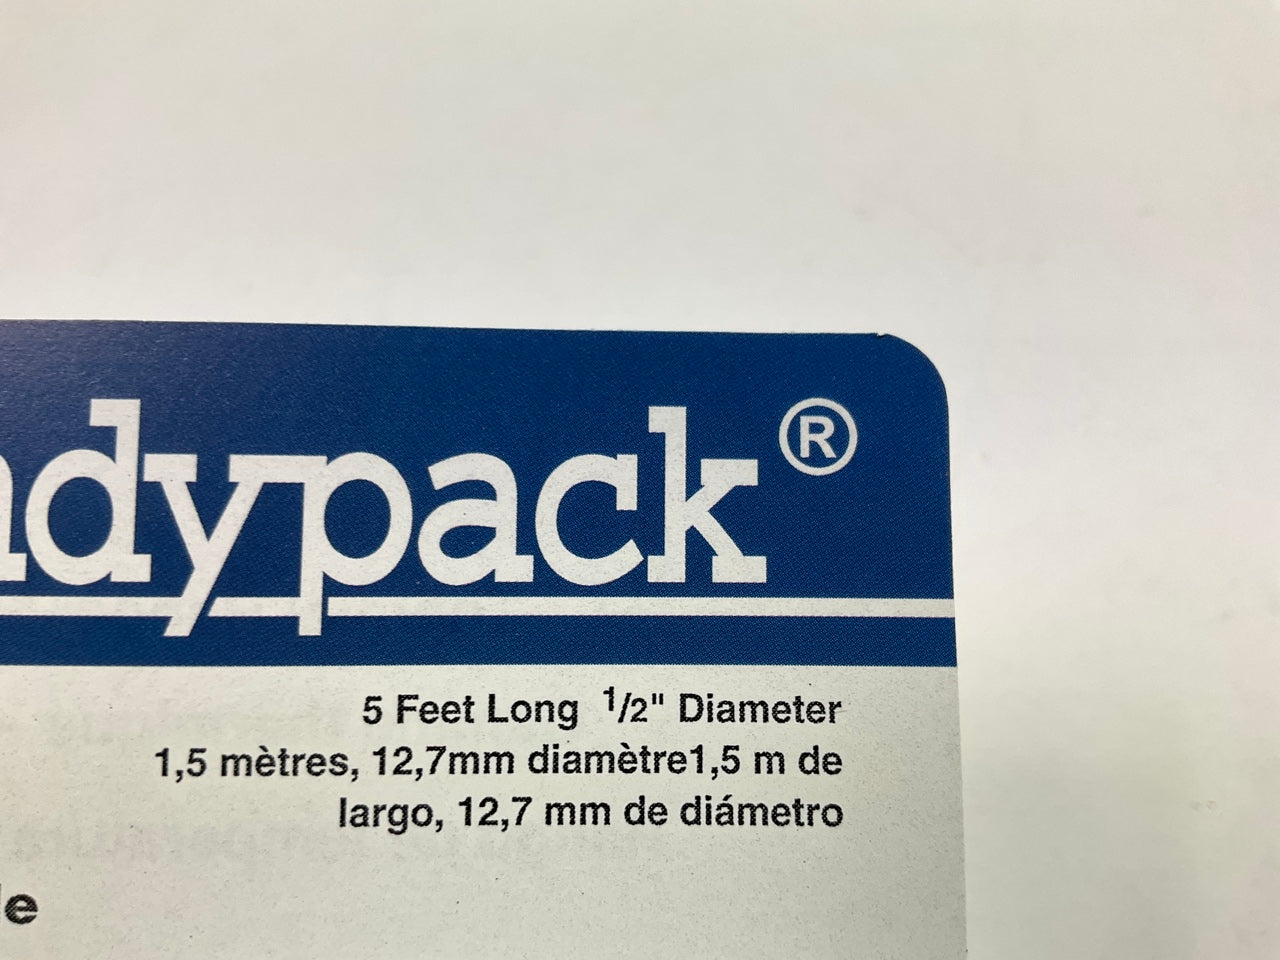 ndypack®
5 Feet Long 1/2" Diameter
1,5 mètres, 12,7mm diamètre1,5 m de
largo, 12,7 mm de diámetro
e